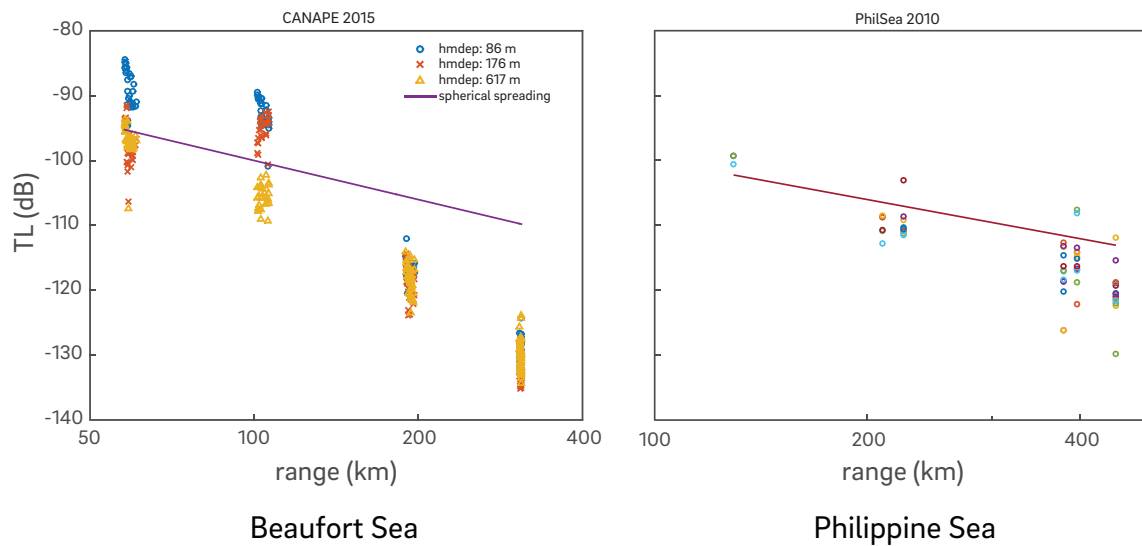 CANAPE 2015
PhilSea 2010
-80
-90
-100
-110
-120
-130
-140
TL (dB)
hmdep: 86 m
hmdep: 176 m
hmdep: 617 m
spherical spreading
50
100
200
400
100
200
400
range (km)
range (km)
Beaufort Sea
Philippine Sea